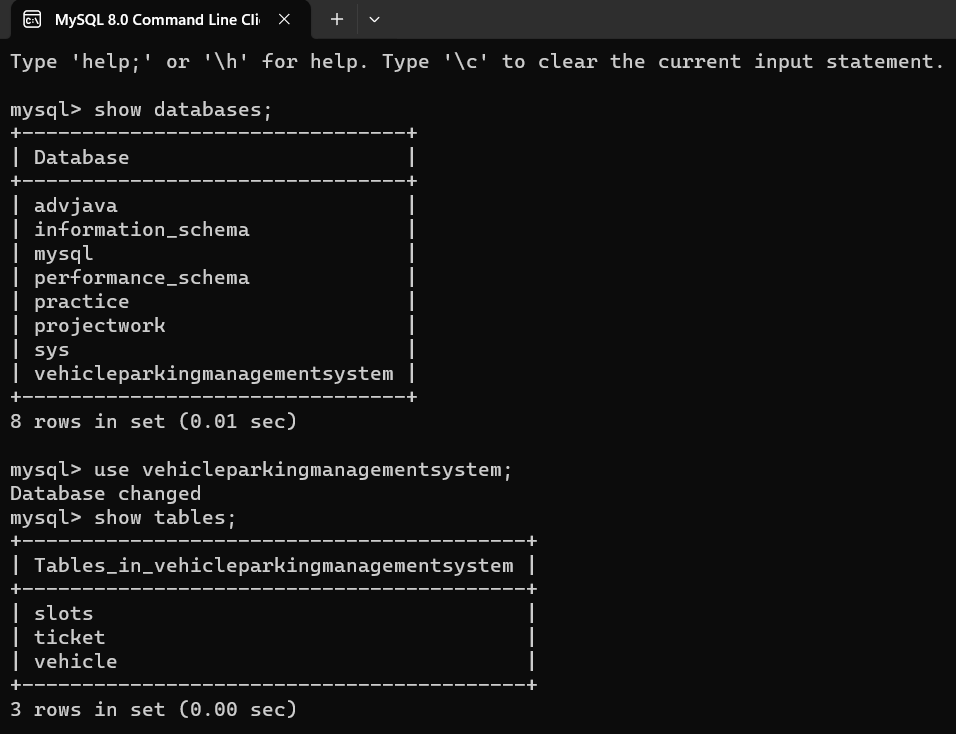 MySQL 8.0 Command Line Cli
Type 'help;' or '\h' for help. Type '\c' to clear the current input statement.
mysql> show databases;
+--------------------------------+
| Database                       |
+--------------------------------+
| advjava                        |
| information_schema             |
| mysql                          |
| performance_schema             |
| practice                       |
| projectwork                    |
| sys                            |
| vehicleparkingmanagementsystem |
+--------------------------------+
8 rows in set (0.01 sec)
mysql> use vehicleparkingmanagementsystem;
Database changed
mysql> show tables;
+------------------------------------------+
| Tables_in_vehicleparkingmanagementsystem |
+------------------------------------------+
| slots                                    |
| ticket                                   |
| vehicle                                  |
+------------------------------------------+
3 rows in set (0.00 sec)